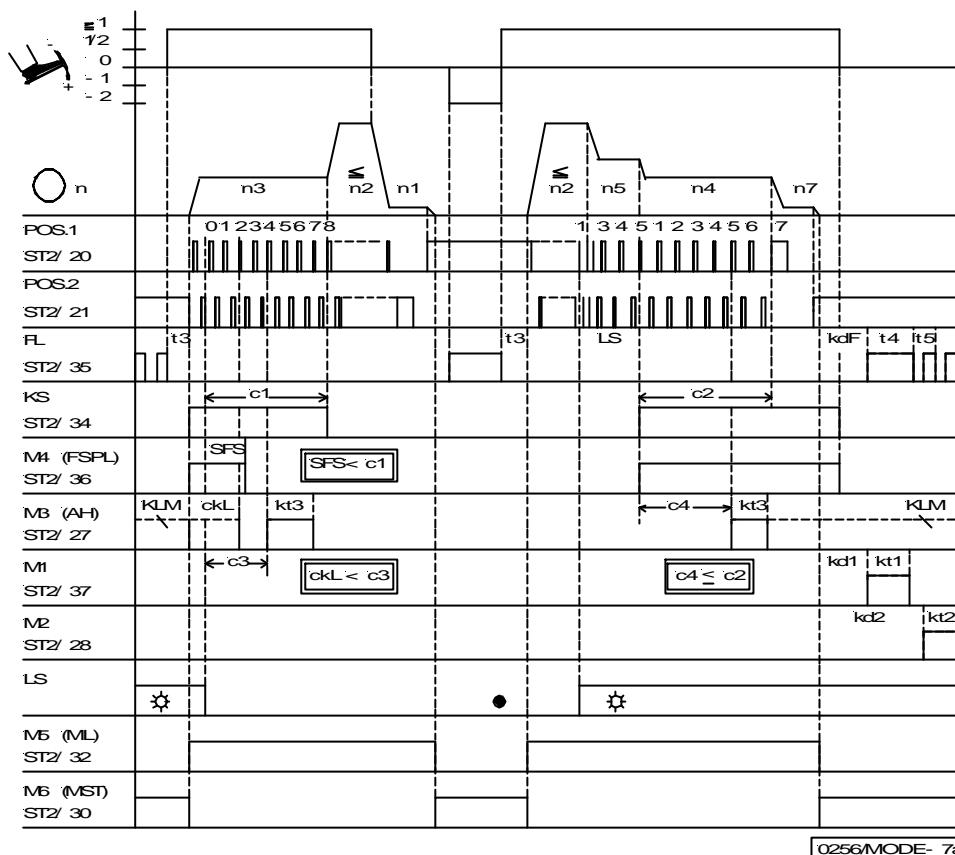 ≦ 1
1/2
0
- 1
- 2
-
+
n
n3
≦
n2
n1
≦
n2
n5
n4
n7
POS.1
ST2/ 20
0 1 2 3 4 5 6 7 8
1 3 4 5 1 2 3 4 5 6 7
POS.2
ST2/ 21
FL
ST2/ 35
t3
t3
LS
kdF
t4
t5
KS
ST2/ 34
c1
c2
M4 (FSPL)
ST2/ 36
SFS
SFS< c1
M3 (AH)
ST2/ 27
KLM
ckL
kt3
c4
kt3
KLM
M1
ST2/ 37
c3
ckL < c3
c4 ≤ c2
kd1
kt1
M2
ST2/ 28
kd2
kt2
LS
M5 (ML)
ST2/ 32
M6 (MST)
ST2/ 30